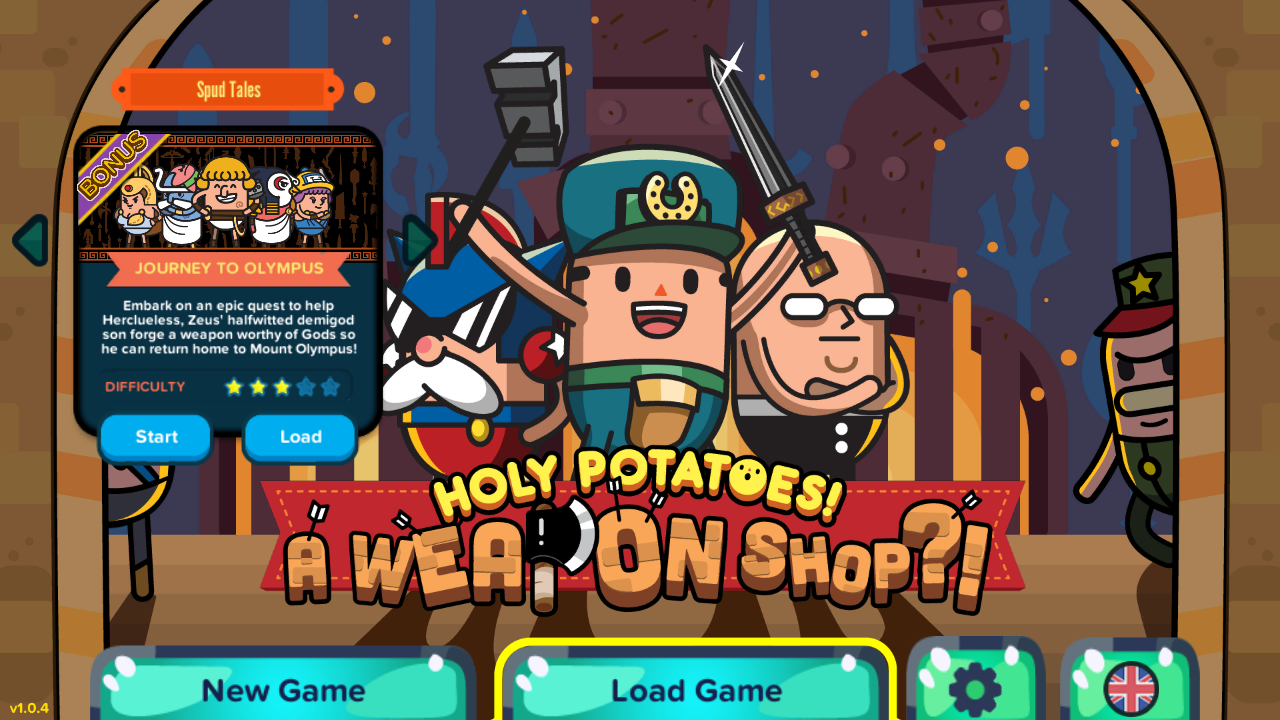 Spud Tales
BONUS
JOURNEY TO OLYMPUS
Embark on an epic quest to help
Herclueless, Zeus' halfwitted demigod
son forge a weapon worthy of Gods so
he can return home to Mount Olympus!
DIFFICULTY
Start
Load
HOLY POTATOES!
A WEAPON SHOP?!
New Game
Load Game
v1.0.4